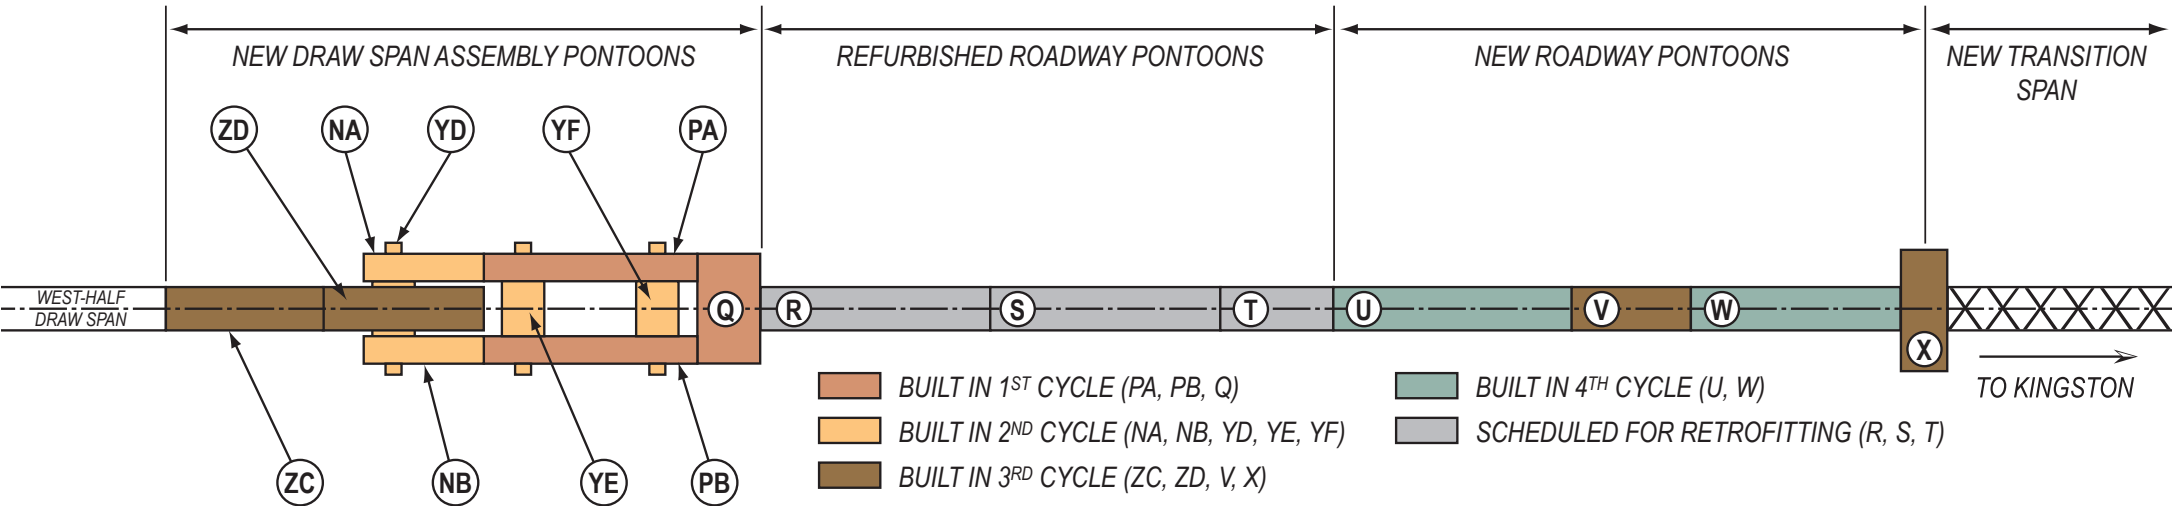 NEW DRAW SPAN ASSEMBLY PONTOONS
REFURBISHED ROADWAY PONTOONS
NEW ROADWAY PONTOONS
NEW TRANSITION
SPAN
ZD
NA
YD
YF
PA
WEST-HALF
DRAW SPAN
Q
R
S
T
U
V
W
X
TO KINGSTON
ZC
NB
YE
PB
BUILT IN 1ST CYCLE (PA, PB, Q)
BUILT IN 2ND CYCLE (NA, NB, YD, YE, YF)
BUILT IN 3RD CYCLE (ZC, ZD, V, X)
BUILT IN 4TH CYCLE (U, W)
SCHEDULED FOR RETROFITTING (R, S, T)